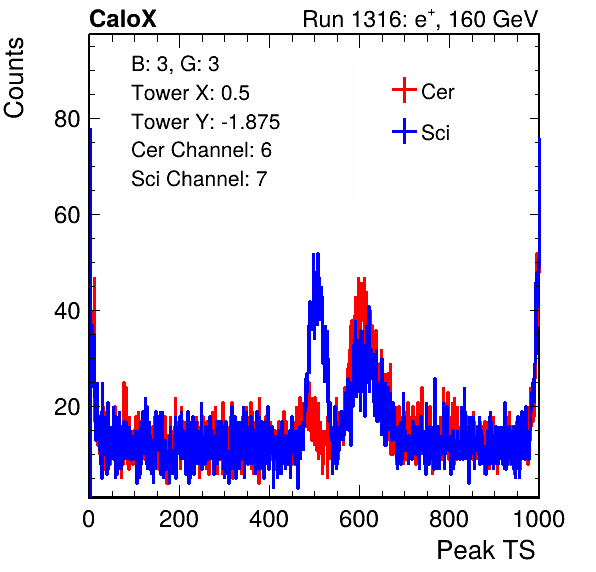 CaloX Run 1316: e⁺, 160 GeV
Counts
B: 3, G: 3
Tower X: 0.5
Tower Y: -1.875
Cer Channel: 6
Sci Channel: 7
Cer
Sci
80
60
40
20
0 200 400 600 800 1000
Peak TS